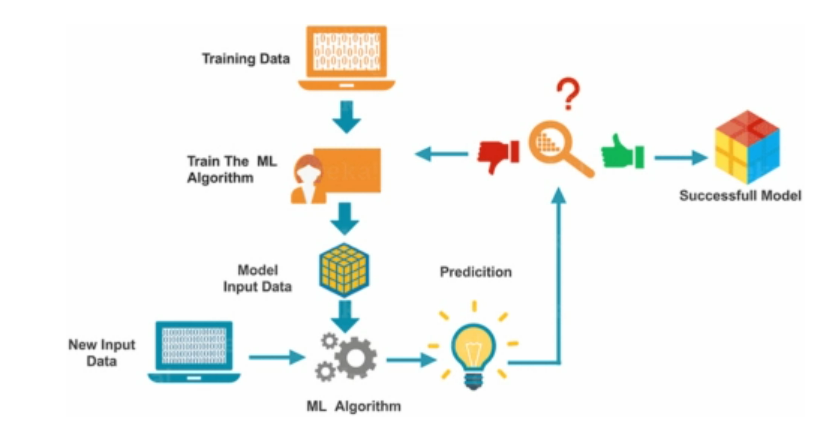 Training Data
Train The ML
Algorithm
Model
Input Data
New Input
Data
ML Algorithm
Predicition
?
Successfull Model